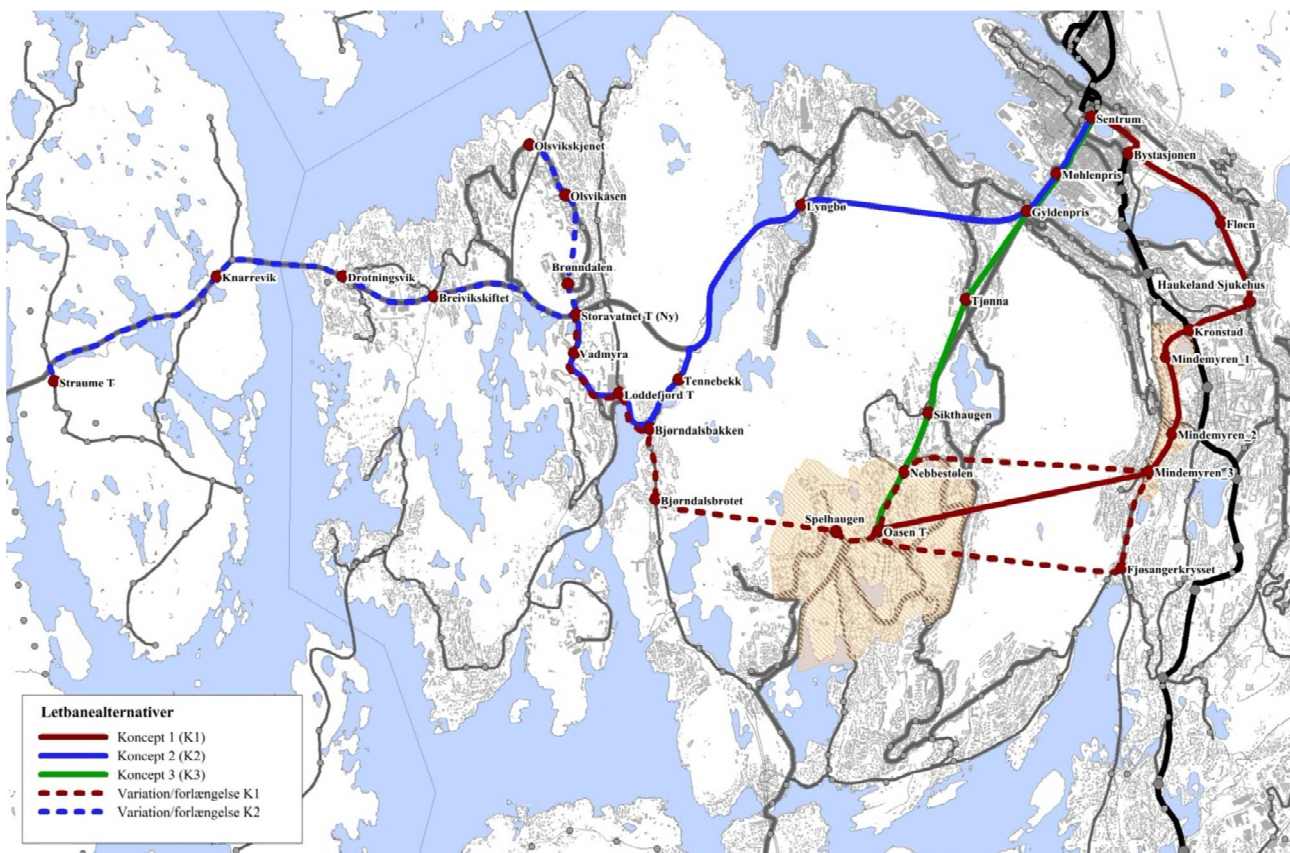 Sentrum
Olsvikskjenet
Bystasjonen
Møhlenpris
Olsvikåsen
Lyngbø
Gyldenpris
Fløen
Knarrevik
Drotningsvik
Brønndalen
Haukeland Sjukehus
Breivikskiftet
Tjønna
Storavatnet T (Ny)
Kronstad
Vadmyra
Mindemyren_1
Straume T
Tennebekk
Loddefjord T
Sikthaugen
Bjørndalsbakken
Mindemyren_2
Nebbestølen
Mindemyren_3
Bjørndalsbrotet
Spelhaugen
Oasen T
Fjøsangerkrysset
Letbanealternativer
Koncept 1 (K1)
Koncept 2 (K2)
Koncept 3 (K3)
Variation/forlængelse K1
Variation/forlængelse K2